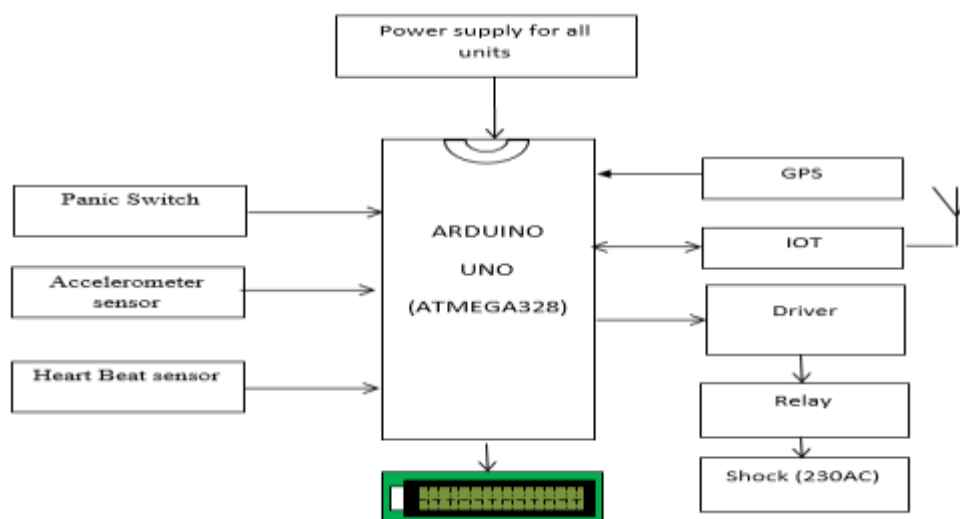 Power supply for all
units
Panic Switch
Accelerometer
sensor
Heart Beat sensor
ARDUINO
UNO
(ATMEGA328)
GPS
IOT
Driver
Relay
Shock (230AC)